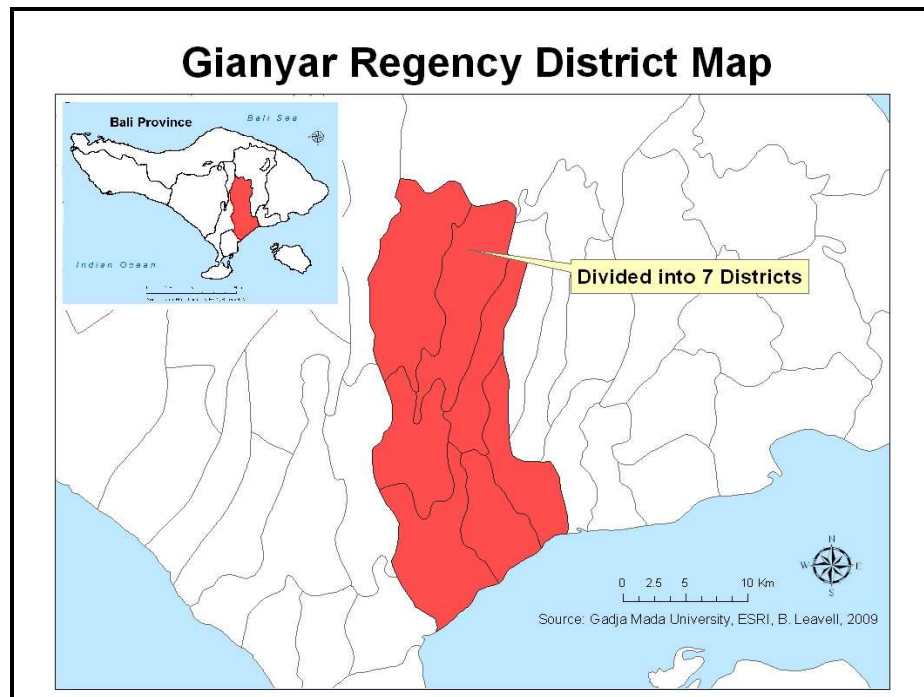 Gianyar Regency District Map
Bali Province
Bali Sea
Indian Ocean
Divided into 7 Districts
N
W E
S
0 2.5 5 10 Km
Source: Gadja Mada University, ESRI, B. Leavell, 2009